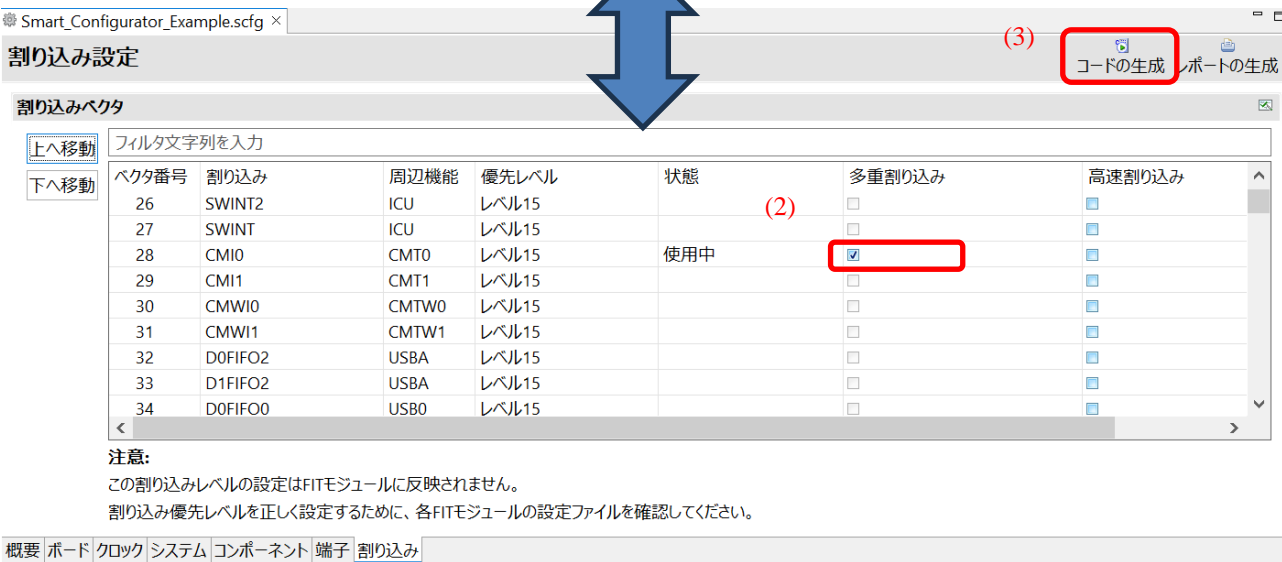 Smart_Configurator_Example.scfg ×
割り込み設定
(3)
コードの生成 レポートの生成
割り込みベクタ
上へ移動
下へ移動
フィルタ文字列を入力
ベクタ番号 割り込み 周辺機能 優先レベル 状態 多重割り込み 高速割り込み
26 SWINT2 ICU レベル15
(2)
27 SWINT ICU レベル15
28 CMI0 CMT0 レベル15 使用中
29 CMI1 CMT1 レベル15
30 CMWI0 CMTW0 レベル15
31 CMWI1 CMTW1 レベル15
32 D0FIFO2 USBA レベル15
33 D1FIFO2 USBA レベル15
34 D0FIFO0 USB0 レベル15
注意:
この割り込みレベルの設定はFITモジュールに反映されません。
割り込み優先レベルを正しく設定するために、各FITモジュールの設定ファイルを確認してください。
概要 ボード クロック システム コンポーネント 端子 割り込み